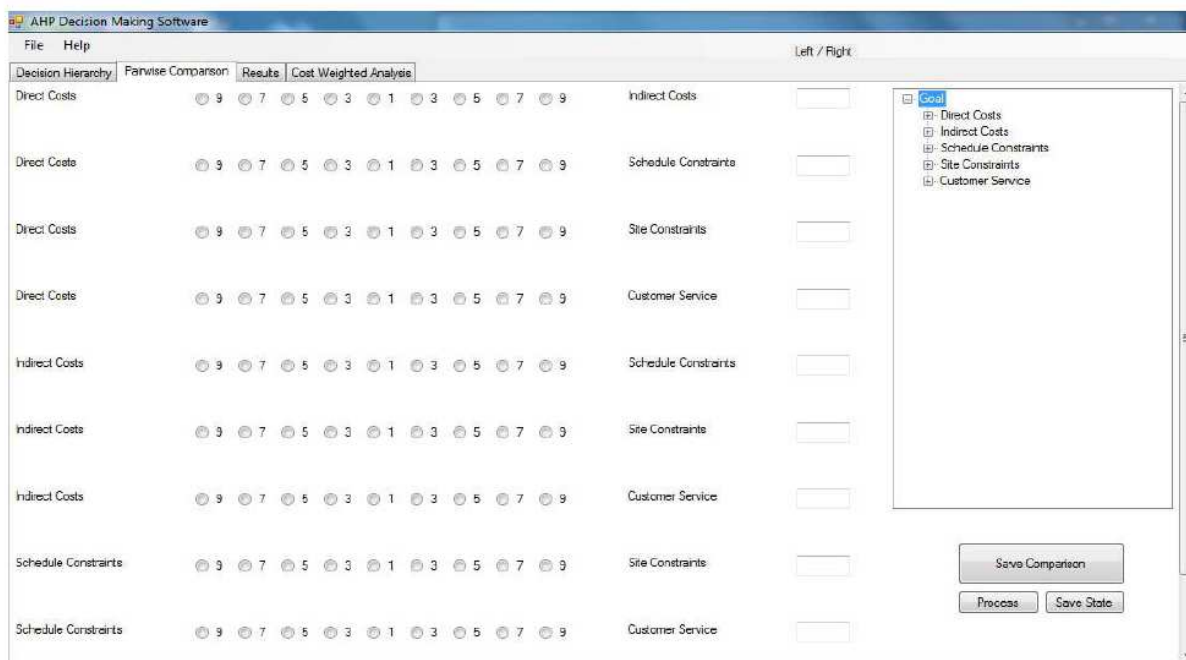 AHP Decision Making Software
File Help
Left / Right
Decision Hierarchy Pairwise Comparison Results Cost Weighted Analysis
Direct Costs 9 7 5 3 1 3 5 7 9 Indirect Costs
Direct Costs 9 7 5 3 1 3 5 7 9 Schedule Constraints
Direct Costs 9 7 5 3 1 3 5 7 9 Site Constraints
Direct Costs 9 7 5 3 1 3 5 7 9 Customer Service
Indirect Costs 9 7 5 3 1 3 5 7 9 Schedule Constraints
Indirect Costs 9 7 5 3 1 3 5 7 9 Site Constraints
Indirect Costs 9 7 5 3 1 3 5 7 9 Customer Service
Schedule Constraints 9 7 5 3 1 3 5 7 9 Site Constraints
Schedule Constraints 9 7 5 3 1 3 5 7 9 Customer Service
Goal
Direct Costs
Indirect Costs
Schedule Constraints
Site Constraints
Customer Service
Save Comparison
Process Save State